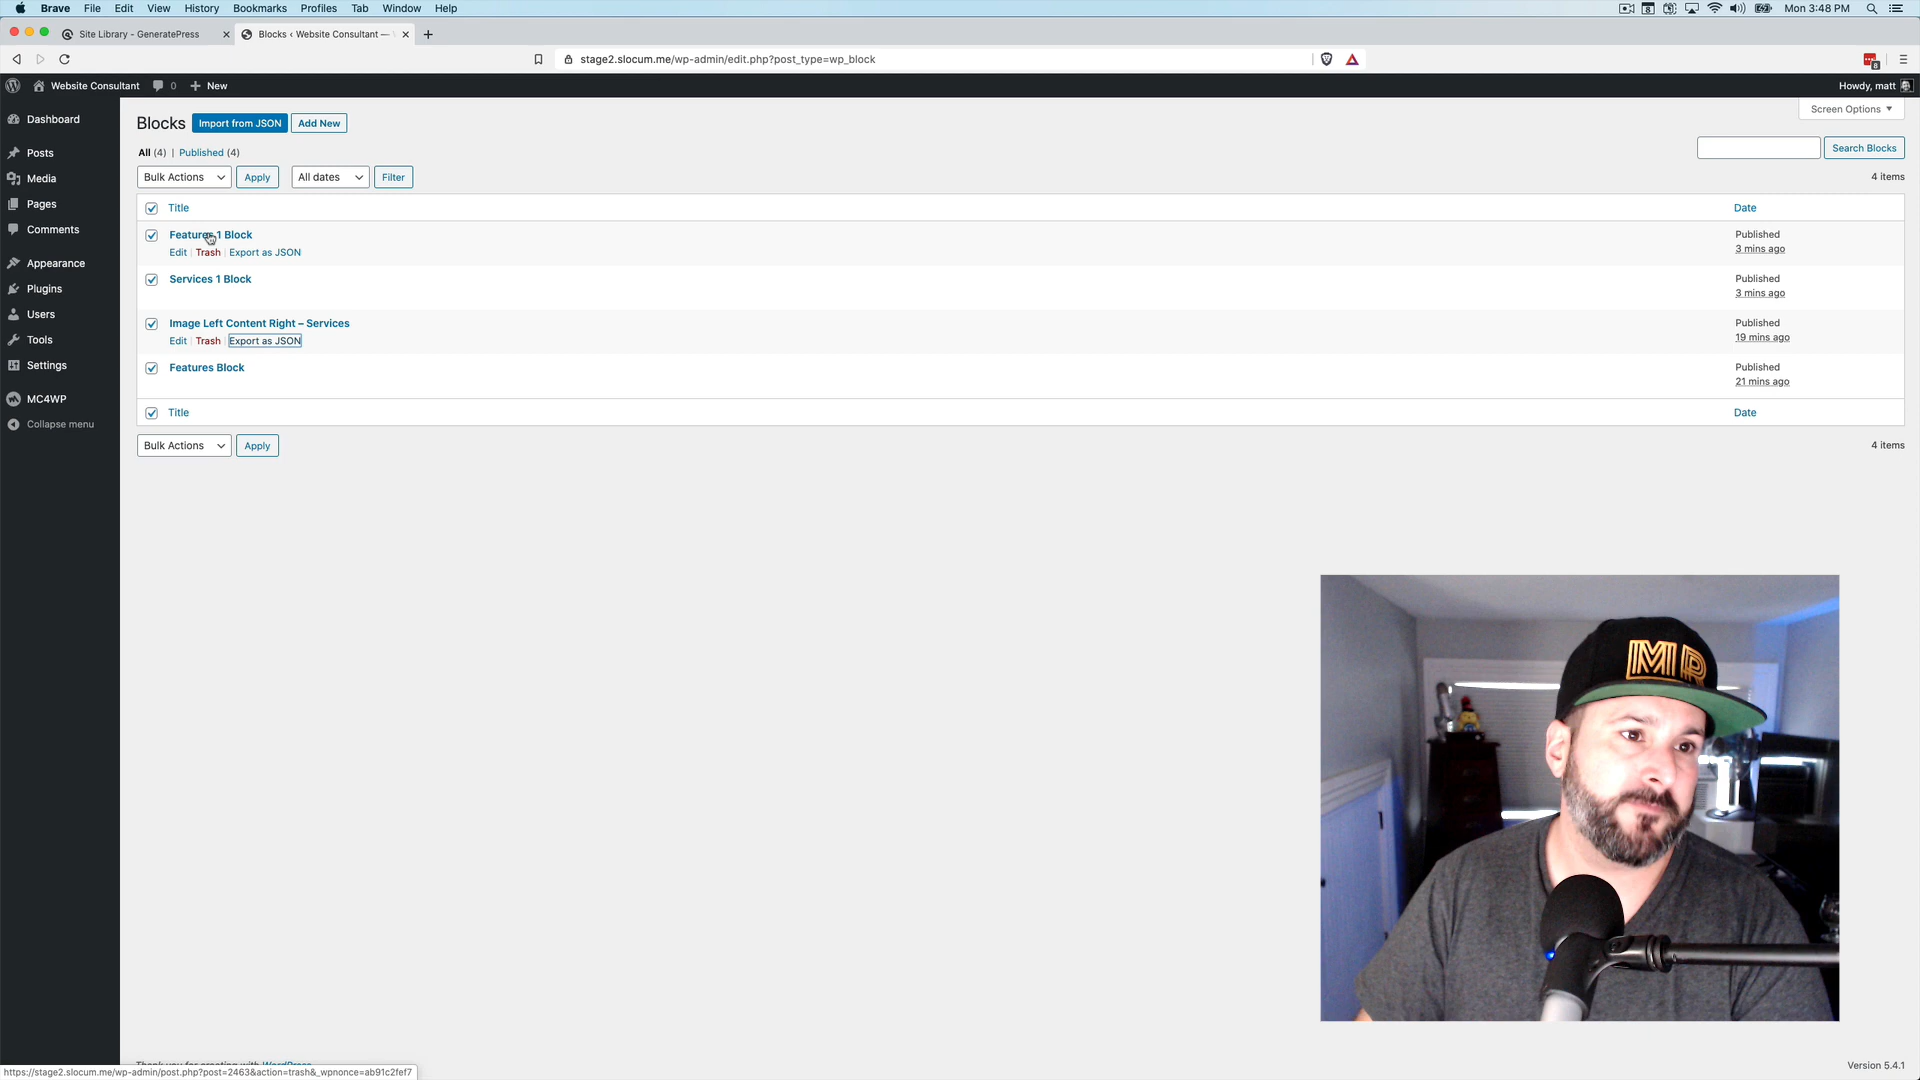 Brave File Edit View History Bookmarks Profiles Tab Window Help Mon 3:48 PM
Site Library - GeneratePress Blocks ‹ Website Consultant —
stage2.slocum.me/wp-admin/edit.php?post_type=wp_block
Website Consultant 0 New Howdy, matt
Screen Options
Dashboard
Posts
Media
Pages
Comments
Appearance
Plugins
Users
Tools
Settings
MC4WP
Collapse menu
Blocks Import from JSON Add New
All (4) | Published (4)
Search Blocks
Bulk Actions Apply All dates Filter 4 items
Title Date
Features 1 Block Published
Edit | Trash | Export as JSON 3 mins ago
Services 1 Block Published
3 mins ago
Image Left Content Right – Services Published
Edit | Trash | Export as JSON 19 mins ago
Features Block Published
21 mins ago
Title Date
Bulk Actions Apply 4 items
MR
Thank you for creating with WordPress. Version 5.4.1
https://stage2.slocum.me/wp-admin/post.php?post=2463&action=trash&_wpnonce=ab91c2fef7